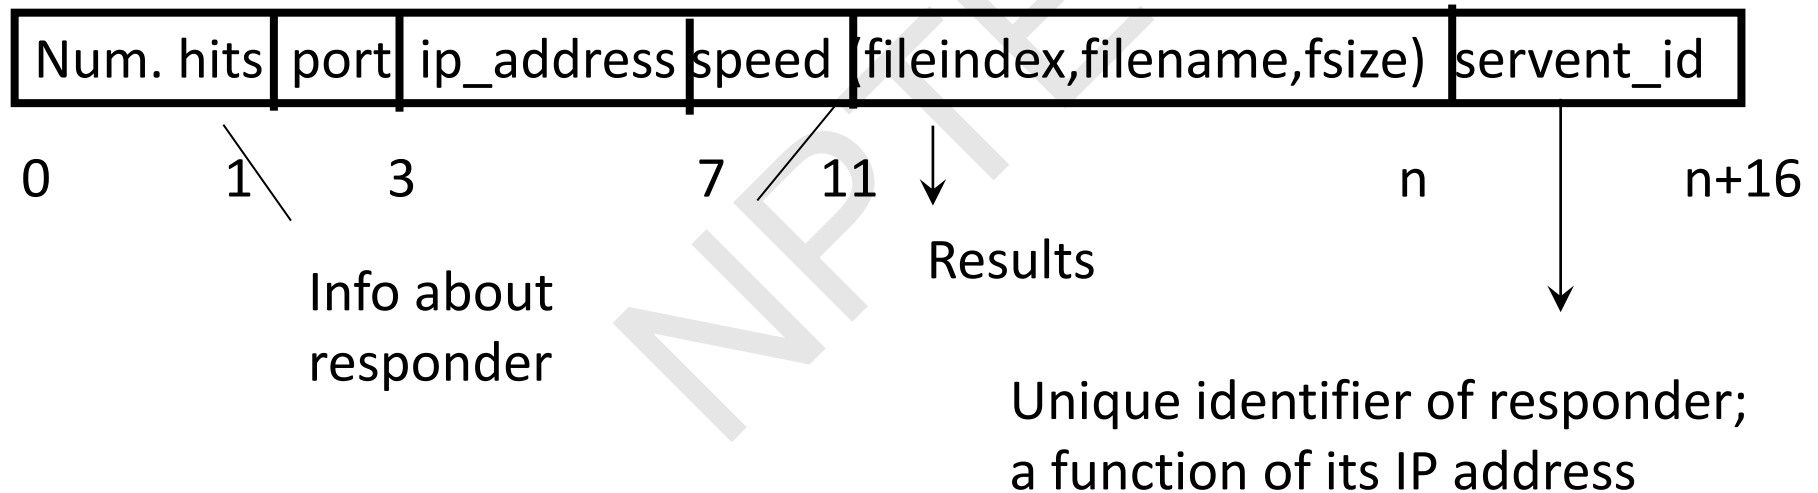 Num. hits port ip_address speed (fileindex,filename,fsize) servent_id
0 1 3 7 11 n n+16
Results
Info about
responder
Unique identifier of responder;
a function of its IP address
NPTE